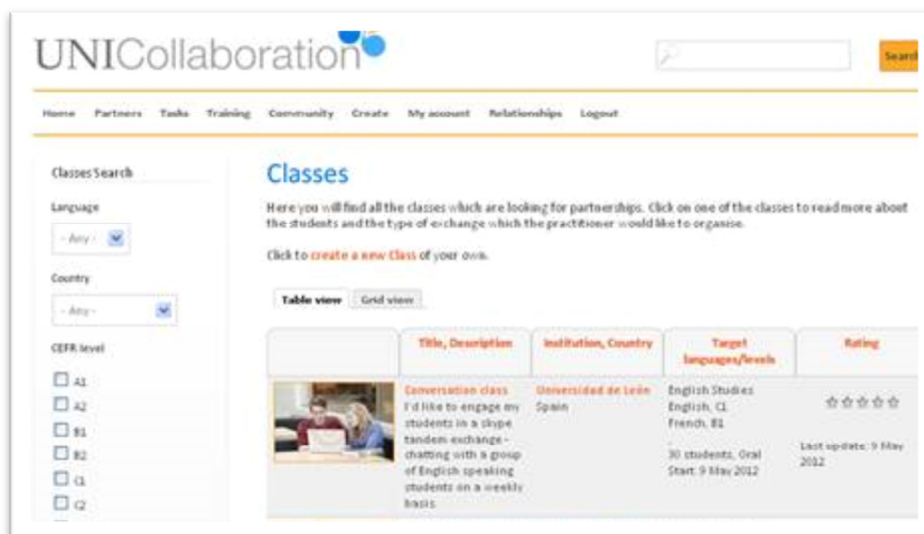 UNICollaboration
Search
Home Partners Tasks Training Community Create My account Relationships Logout
Classes Search
Language
- Any -
Country
- Any -
CEFR level
A1
A2
B1
B2
C1
C2
Classes
Here you will find all the classes which are looking for partnerships. Click on one of the classes to read more about
the students and the type of exchange which the practitioner would like to organise.
Click to create a new Class of your own.
Table view Grid view
Title, Description
Institution, Country
Target
languages/levels
Rating
Conversation class
I'd like to engage my
students in a skype
tandem exchange -
chatting with a group
of English speaking
students on a weekly
basis
Universidad de León
Spain
English Studies
English, C1
French, B1
.
30 students, Oral
Start: 9 May 2012
Last update: 9 May
2012